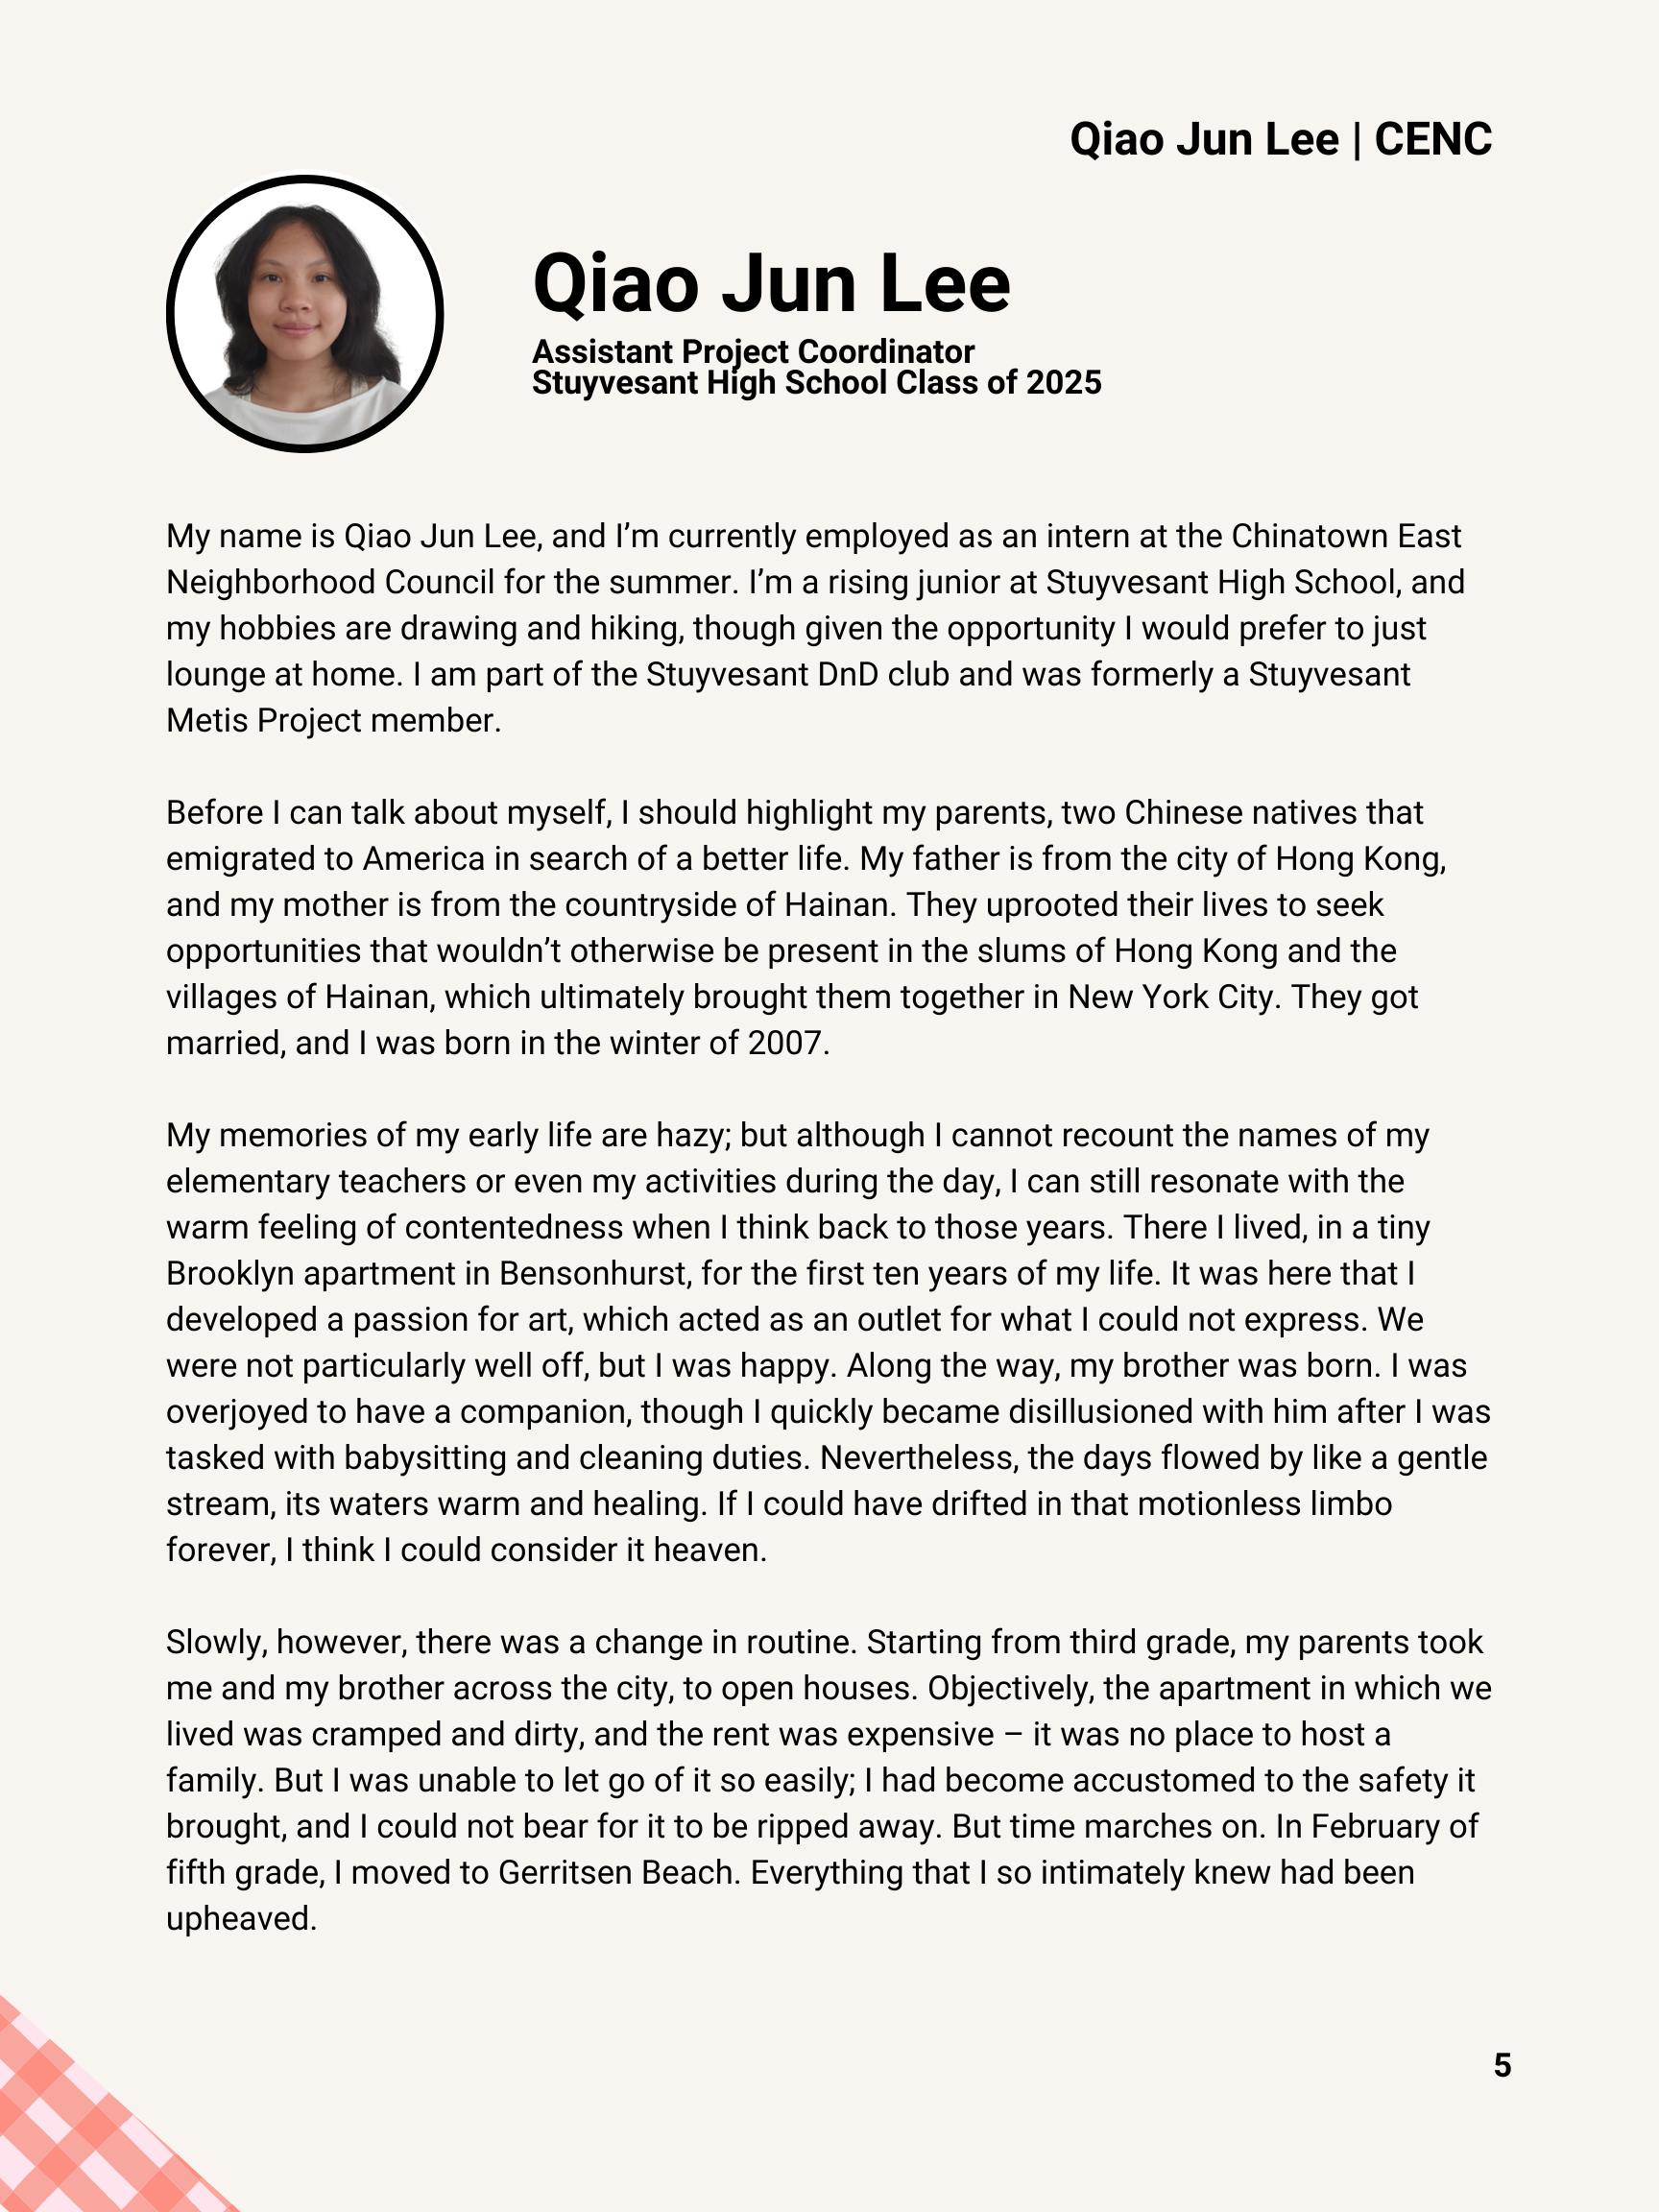 Qiao Jun Lee | CENC
Qiao Jun Lee
Assistant Project Coordinator
Stuyvesant High School Class of 2025
My name is Qiao Jun Lee, and I’m currently employed as an intern at the Chinatown East
Neighborhood Council for the summer. I’m a rising junior at Stuyvesant High School, and
my hobbies are drawing and hiking, though given the opportunity I would prefer to just
lounge at home. I am part of the Stuyvesant DnD club and was formerly a Stuyvesant
Metis Project member.
Before I can talk about myself, I should highlight my parents, two Chinese natives that
emigrated to America in search of a better life. My father is from the city of Hong Kong,
and my mother is from the countryside of Hainan. They uprooted their lives to seek
opportunities that wouldn’t otherwise be present in the slums of Hong Kong and the
villages of Hainan, which ultimately brought them together in New York City. They got
married, and I was born in the winter of 2007.
My memories of my early life are hazy; but although I cannot recount the names of my
elementary teachers or even my activities during the day, I can still resonate with the
warm feeling of contentedness when I think back to those years. There I lived, in a tiny
Brooklyn apartment in Bensonhurst, for the first ten years of my life. It was here that I
developed a passion for art, which acted as an outlet for what I could not express. We
were not particularly well off, but I was happy. Along the way, my brother was born. I was
overjoyed to have a companion, though I quickly became disillusioned with him after I was
tasked with babysitting and cleaning duties. Nevertheless, the days flowed by like a gentle
stream, its waters warm and healing. If I could have drifted in that motionless limbo
forever, I think I could consider it heaven.
Slowly, however, there was a change in routine. Starting from third grade, my parents took
me and my brother across the city, to open houses. Objectively, the apartment in which we
lived was cramped and dirty, and the rent was expensive – it was no place to host a
family. But I was unable to let go of it so easily; I had become accustomed to the safety it
brought, and I could not bear for it to be ripped away. But time marches on. In February of
fifth grade, I moved to Gerritsen Beach. Everything that I so intimately knew had been
upheaved.
5